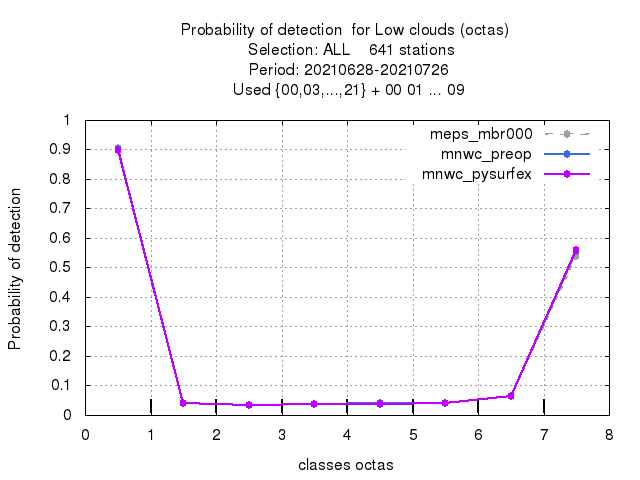 Probability of detection  for Low clouds (octas)
Selection: ALL    641 stations
Period: 20210628-20210726
Used {00,03,...,21} + 00 01 ... 09
meps_mbr000
mnwc_preop
mnwc_pysurfex
1
0.9
0.8
0.7
0.6
0.5
0.4
0.3
0.2
0.1
0
Probability of detection
0 1 2 3 4 5 6 7 8
classes octas